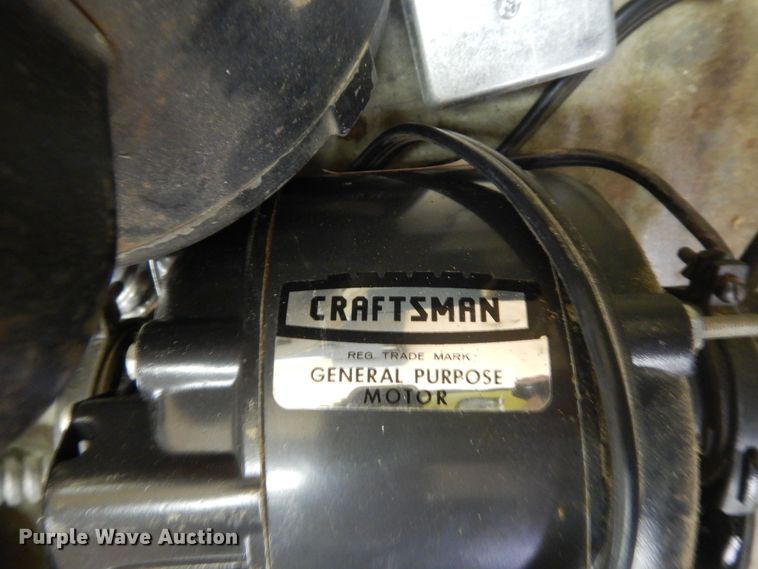 CRAFTSMAN
REG. TRADE MARK
GENERAL PURPOSE
MOTOR
Purple Wave Auction